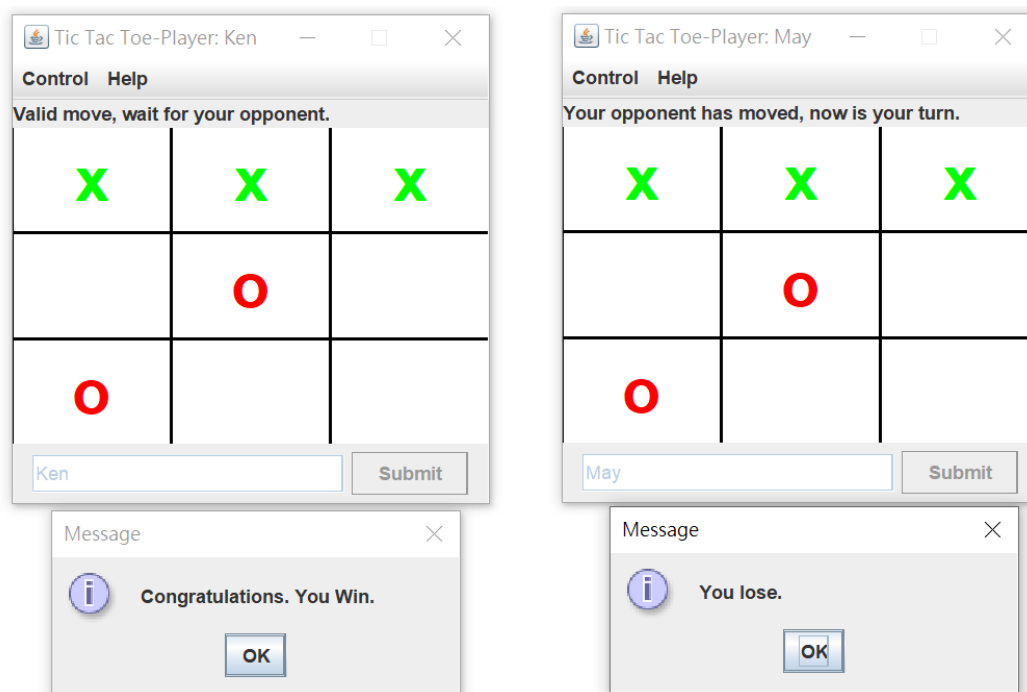 Tic Tac Toe-Player: Ken
Control Help
Valid move, wait for your opponent.
X X X
O
O
Ken Submit
Message
Congratulations. You Win.
OK
Tic Tac Toe-Player: May
Control Help
Your opponent has moved, now is your turn.
X X X
O
O
May Submit
Message
You lose.
OK